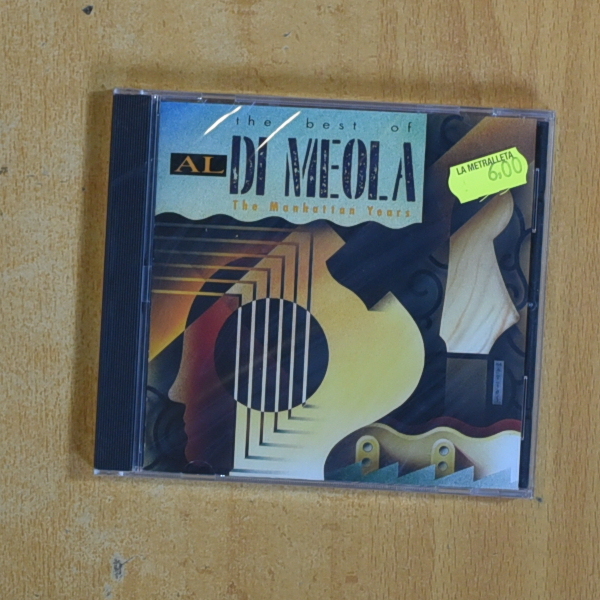 the best of
AL DI MEOLA
The Manhattan Years
LA METRALLETA
6,00